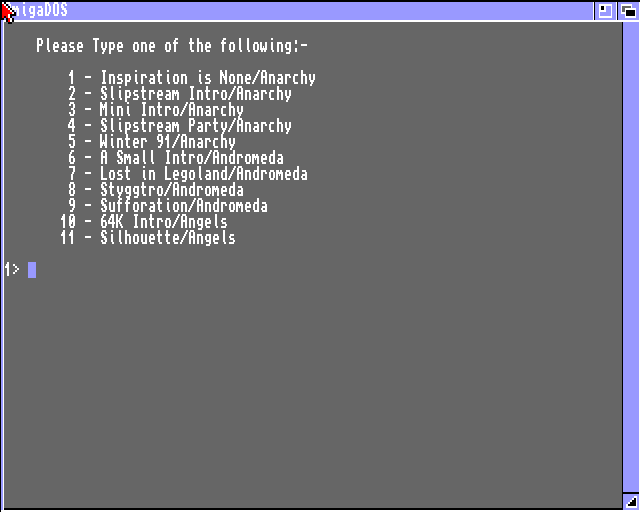 AmigaDOS
Please Type one of the following:-
1 - Inspiration is None/Anarchy
2 - Slipstream Intro/Anarchy
3 - Mini Intro/Anarchy
4 - Slipstream Party/Anarchy
5 - Winter 91/Anarchy
6 - A Small Intro/Andromeda
7 - Lost in Legoland/Andromeda
8 - Styggtro/Andromeda
9 - Sufforation/Andromeda
10 - 64K Intro/Angels
11 - Silhouette/Angels
1>